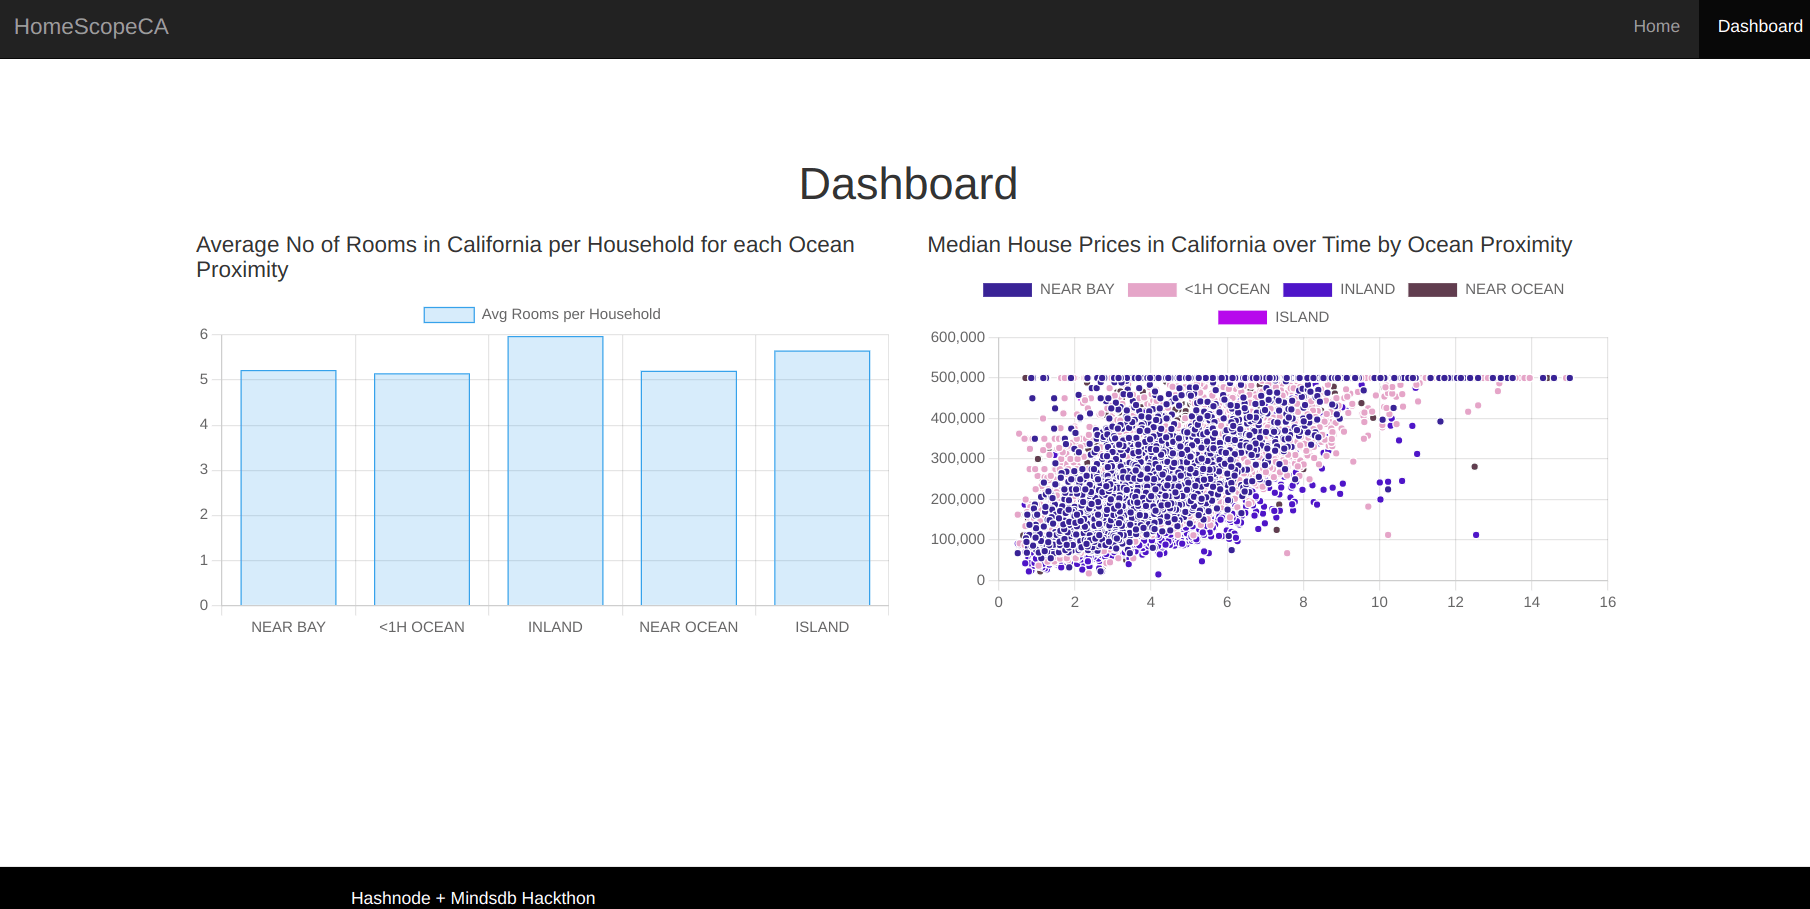 HomeScopeCA
Home
Dashboard
Dashboard
Average No of Rooms in California per Household for each Ocean
Proximity
Avg Rooms per Household
6
5
4
3
2
1
0
NEAR BAY
<1H OCEAN
INLAND
NEAR OCEAN
ISLAND
Median House Prices in California over Time by Ocean Proximity
NEAR BAY
<1H OCEAN
INLAND
NEAR OCEAN
ISLAND
600,000
500,000
400,000
300,000
200,000
100,000
0
0
2
4
6
8
10
12
14
16
Hashnode + Mindsdb Hackthon